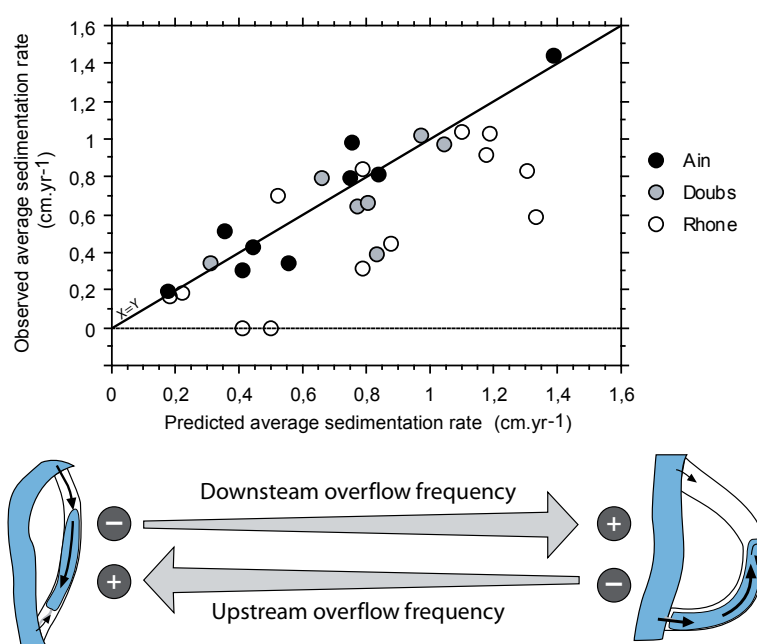 Observed average sedimentation rate
(cm.yr-1)
1,6
1,4
1,2
1
0,8
0,6
0,4
0,2
0
X=Y
0 0,2 0,4 0,6 0,8 1 1,2 1,4 1,6
Predicted average sedimentation rate (cm.yr-1)
Ain
Doubs
Rhone
Downsteam overflow frequency
− +
+ −
Upstream overflow frequency